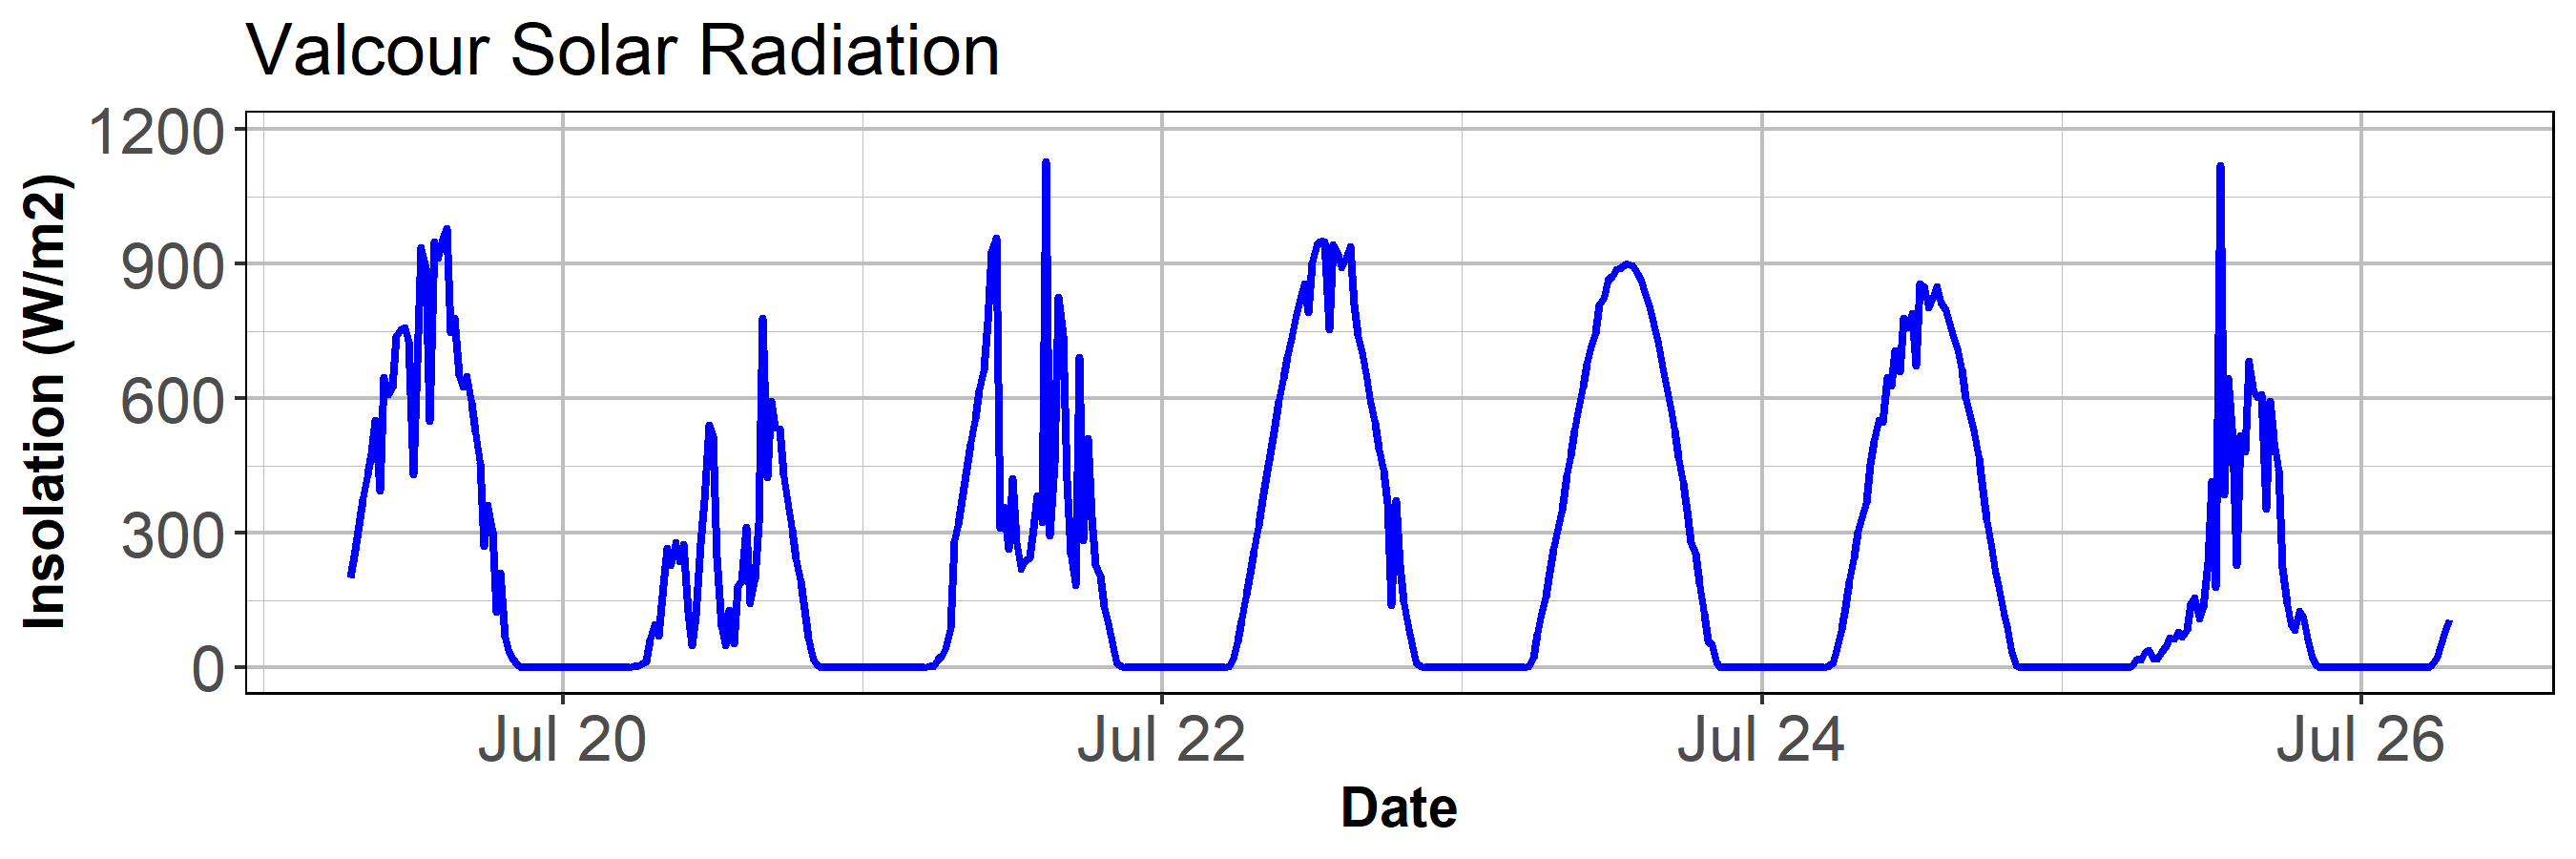 Valcour Solar Radiation
Insolation (W/m2)
1200
900
600
300
0
Jul 20
Jul 22
Jul 24
Jul 26
Date